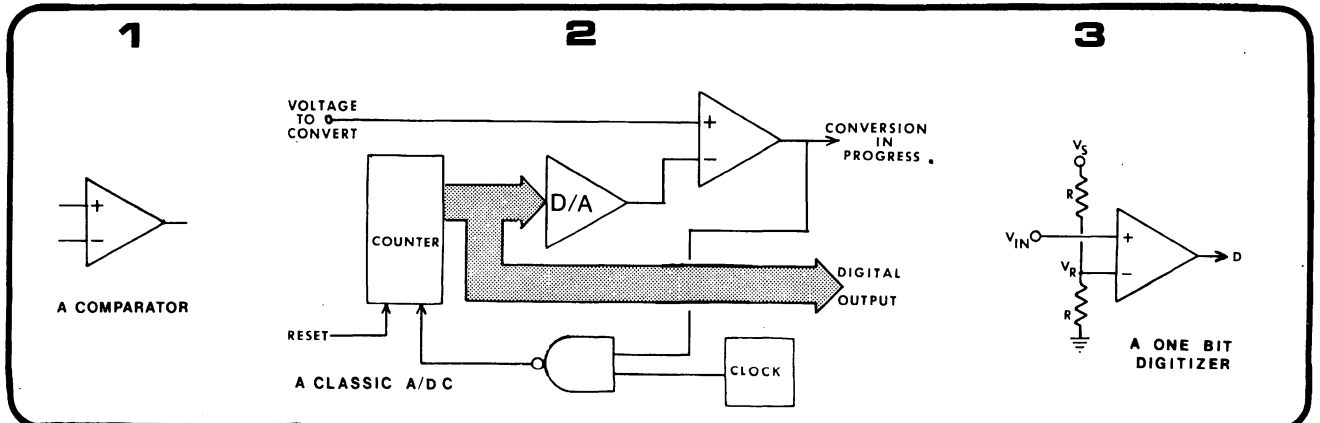 1
2
3
+
−
A COMPARATOR
VOLTAGE
TO
CONVERT
+
−
CONVERSION
IN
PROGRESS .
D/A
COUNTER
DIGITAL
OUTPUT
RESET
A CLASSIC A/D C
CLOCK
VS
R
VIN
+
VR
−
D
R
A ONE BIT
DIGITIZER